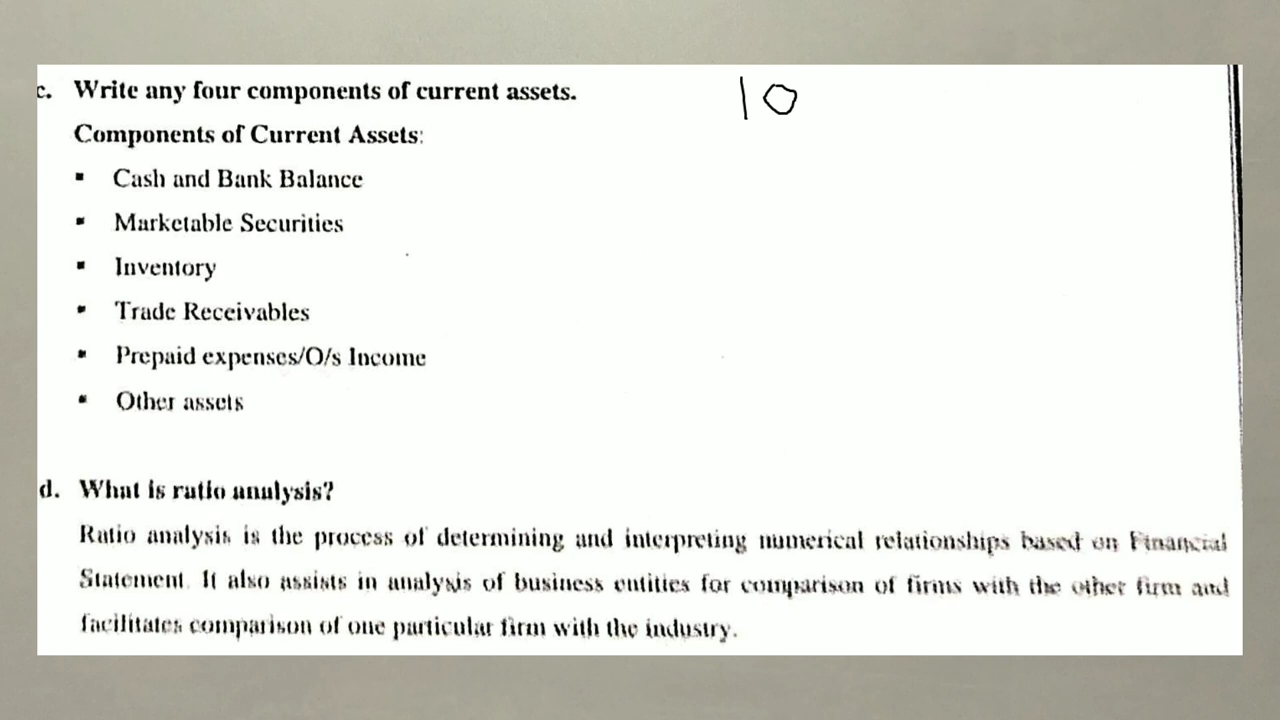 c. Write any four components of current assets.
10
Components of Current Assets:
▪ Cash and Bank Balance
▪ Marketable Securities
▪ Inventory
▪ Trade Receivables
▪ Prepaid expenses/O/s Income
▪ Other assets
d. What is ratio analysis?
Ratio analysis is the process of determining and interpreting numerical relationships based on Financial
Statement. It also assists in analysis of business entities for comparison of firms with the other firm and
facilitates comparison of one particular firm with the industry.